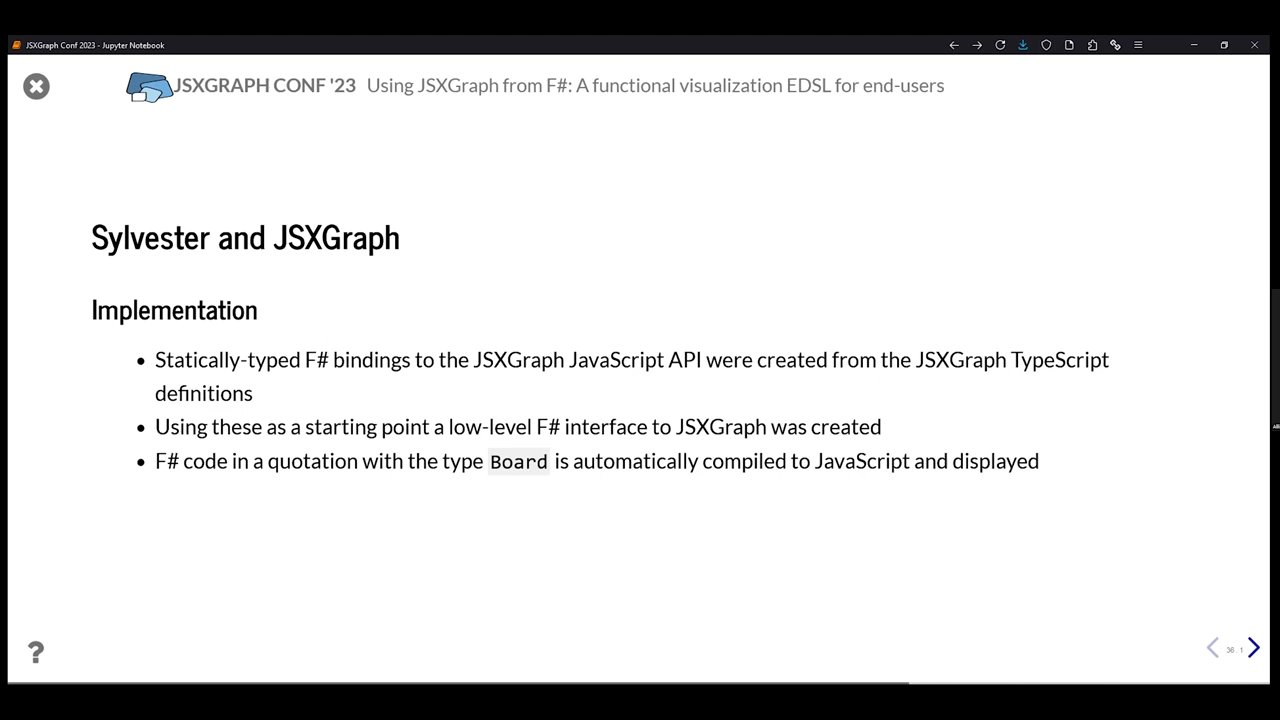 JSXGraph Conf 2023 - Jupyter Notebook
JSXGRAPH CONF '23 Using JSXGraph from F#: A functional visualization EDSL for end-users
Sylvester and JSXGraph
Implementation
• Statically-typed F# bindings to the JSXGraph JavaScript API were created from the JSXGraph TypeScript
definitions
• Using these as a starting point a low-level F# interface to JSXGraph was created
• F# code in a quotation with the type Board is automatically compiled to JavaScript and displayed
?
36.1